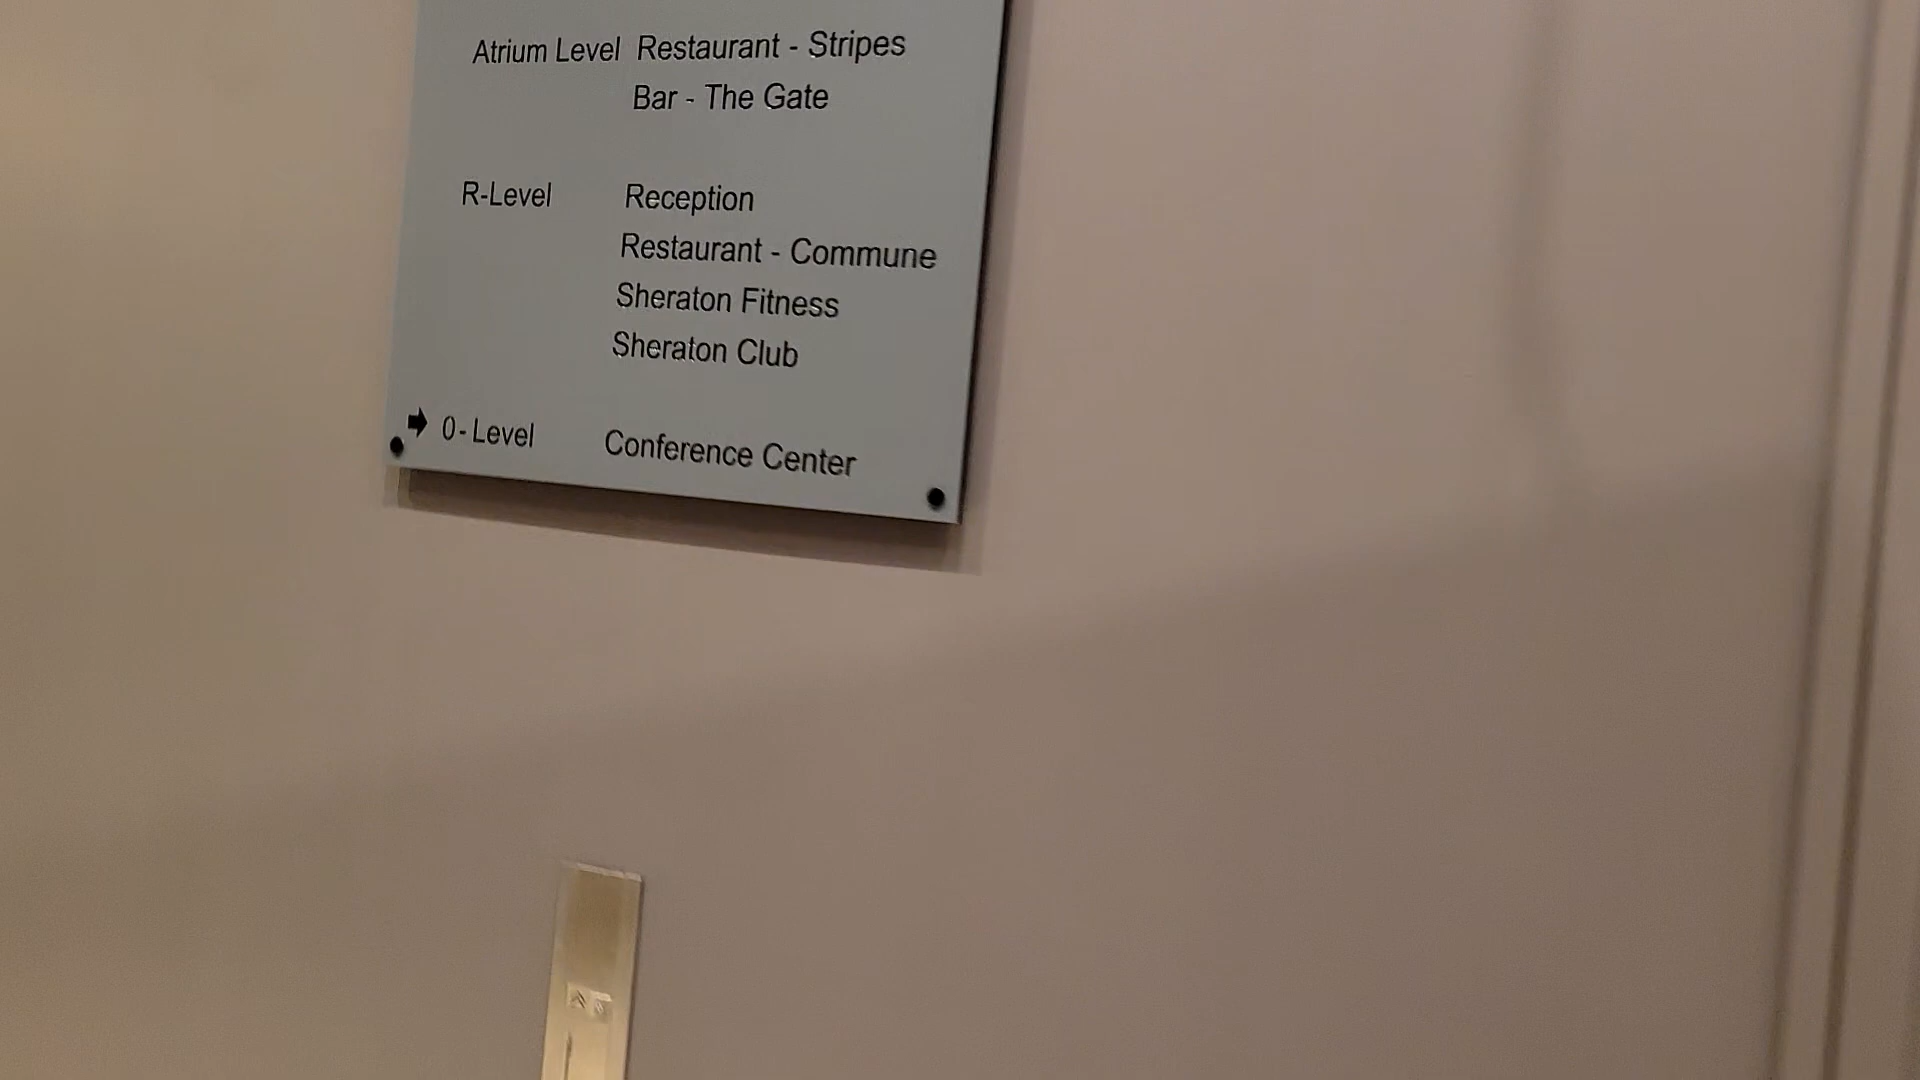 Atrium Level Restaurant - Stripes
Bar - The Gate
R-Level Reception
Restaurant - Commune
Sheraton Fitness
Sheraton Club
0-Level Conference Center